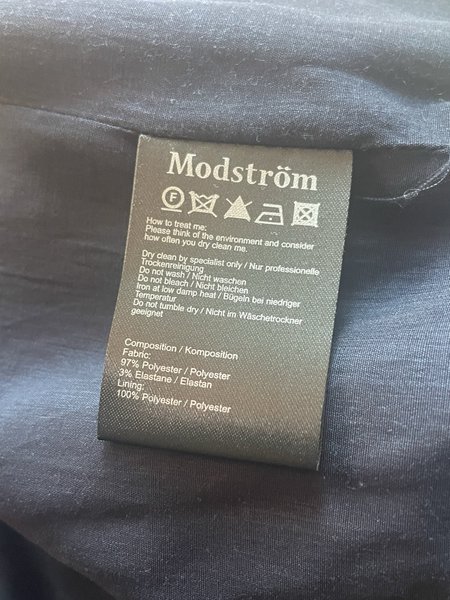 Modström
F
How to treat me:
Please think of the environment and consider
how often you dry clean me.
Dry clean by specialist only / Nur professionelle
Trockenreinigung
Do not wash / Nicht waschen
Do not bleach / Nicht bleichen
Iron at low damp heat / Bügeln bei niedriger
Temperatur
Do not tumble dry / Nicht im Wäschetrockner
geeignet
Composition / Komposition
Fabric:
97% Polyester / Polyester
3% Elastane / Elastan
Lining:
100% Polyester / Polyester